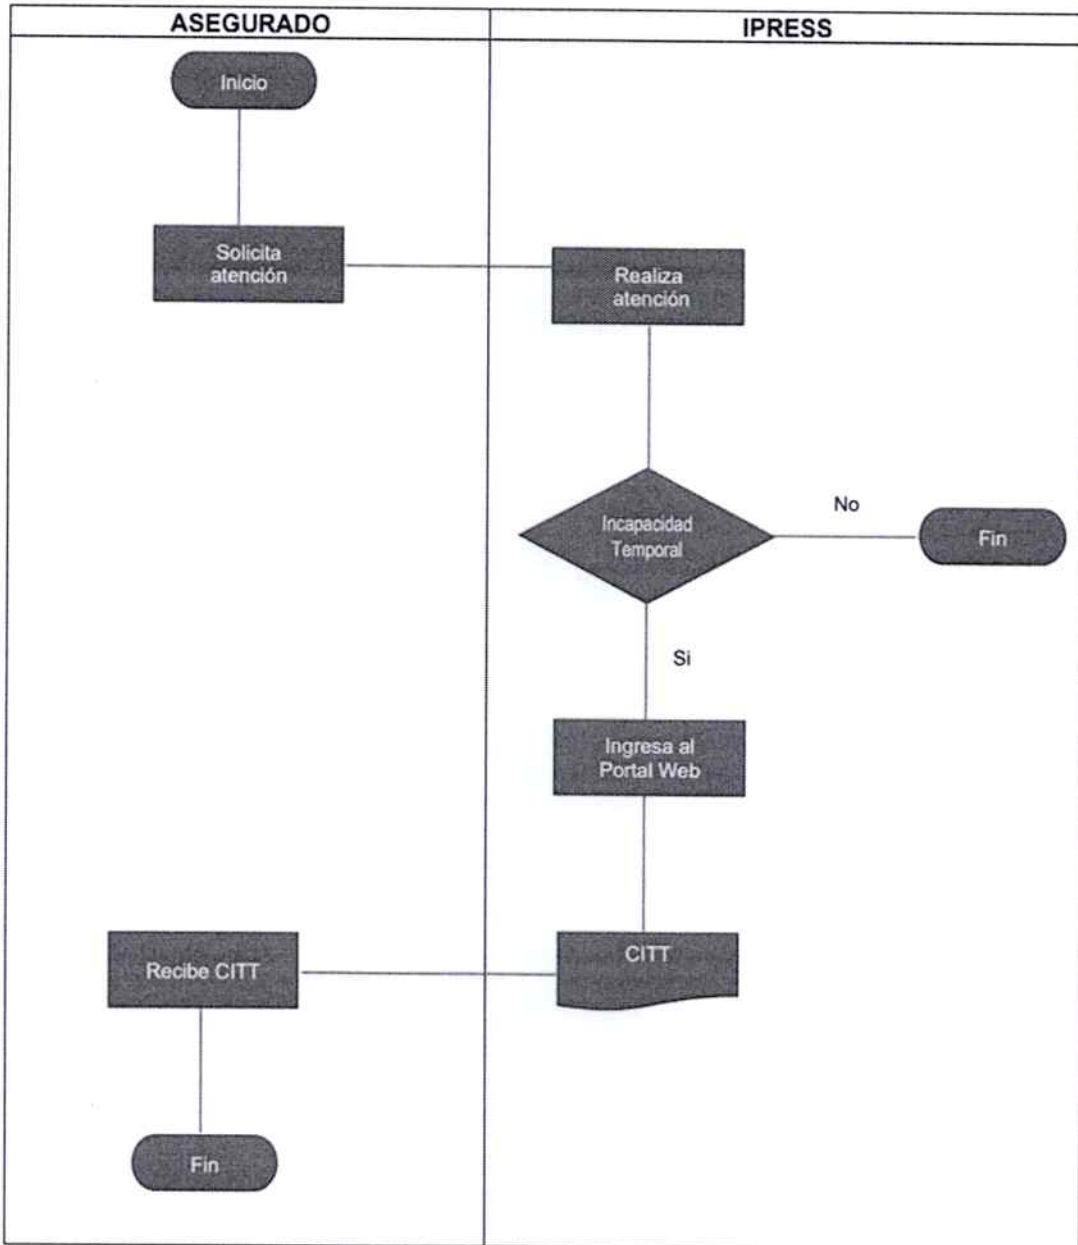 ASEGURADO
IPRESS
Inicio
Solicita
atención
Realiza
atención
Incapacidad
Temporal
No
Fin
Si
Ingresa al
Portal Web
CITT
Recibe CITT
Fin